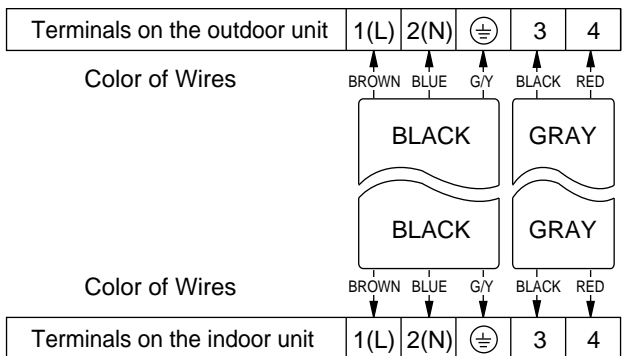 Terminals on the outdoor unit 1(L) 2(N) ⏚ 3 4
Color of Wires BROWN BLUE G/Y BLACK RED
BLACK GRAY
BLACK GRAY
Color of Wires BROWN BLUE G/Y BLACK RED
Terminals on the indoor unit 1(L) 2(N) ⏚ 3 4